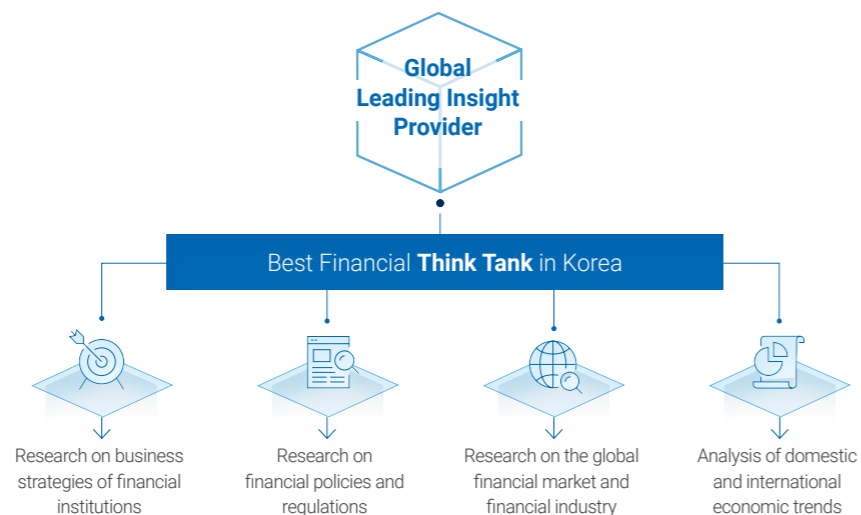 Global
Leading Insight
Provider
Best Financial Think Tank in Korea
Research on business
strategies of financial
institutions
Research on
financial policies and
regulations
Research on the global
financial market and
financial industry
Analysis of domestic
and international
economic trends